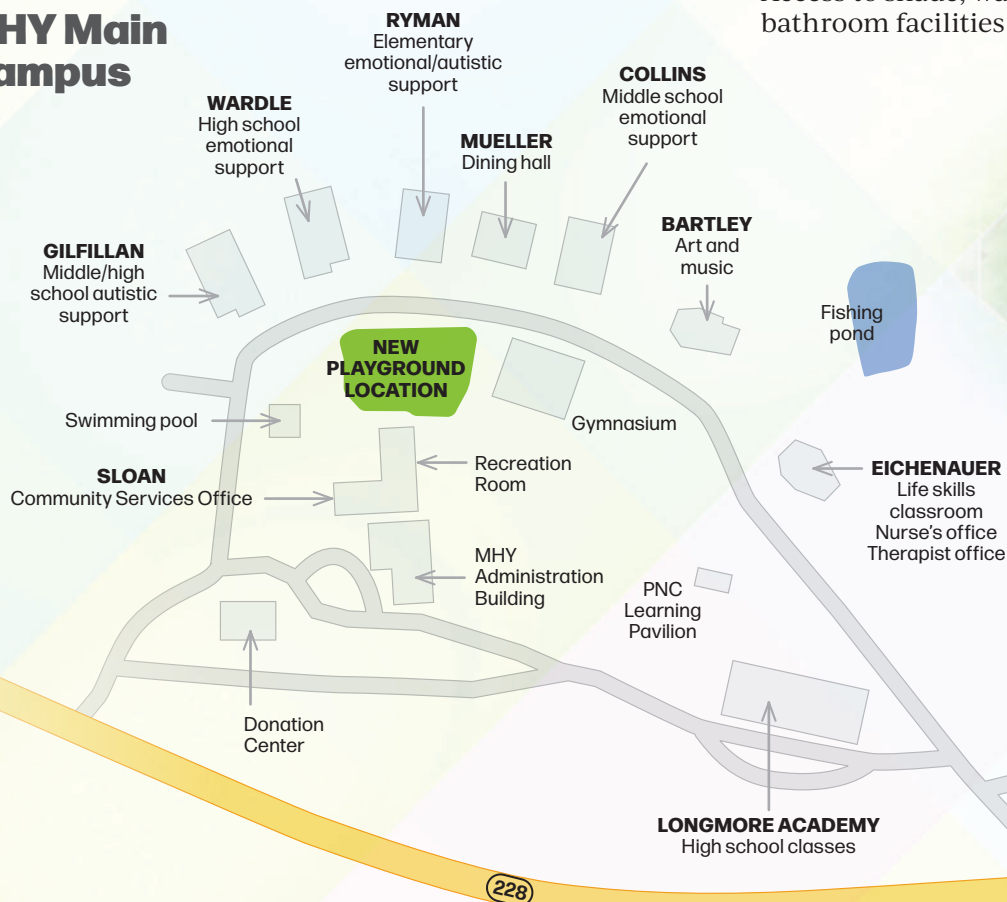 HY Main
ampus
bathroom facilities
RYMAN
Elementary
emotional/autistic
support
WARDLE
High school
emotional
support
MUELLER
Dining hall
COLLINS
Middle school
emotional
support
GILFILLAN
Middle/high
school autistic
support
BARTLEY
Art and
music
Fishing
pond
NEW
PLAYGROUND
LOCATION
Swimming pool
Gymnasium
SLOAN
Community Services Office
Recreation
Room
EICHENAUER
Life skills
classroom
Nurse's office
Therapist office
MHY
Administration
Building
PNC
Learning
Pavilion
Donation
Center
LONGMORE ACADEMY
High school classes
228